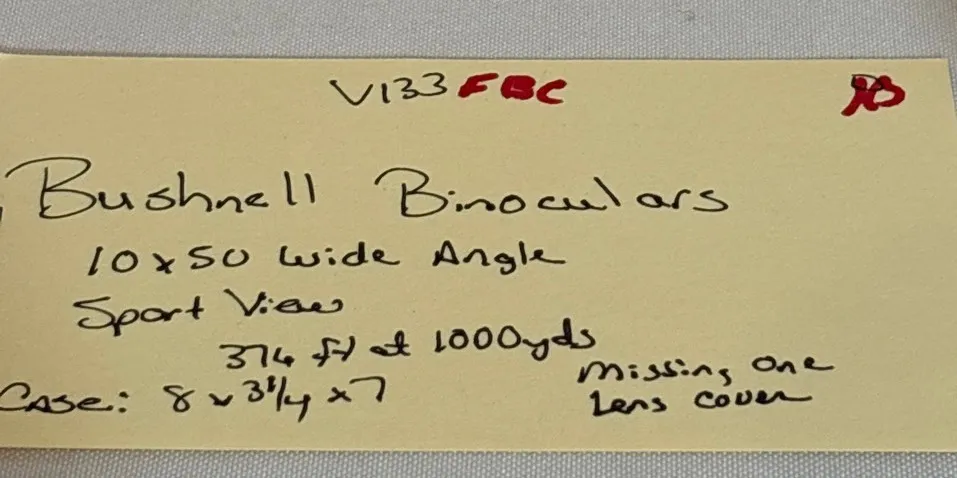 V133 FBC
Bushnell Binoculars
10x50 Wide Angle
Sport View
374 ft at 1000yds
Missing One
Lens cover
Case: 8 x 3 1/4 x 7